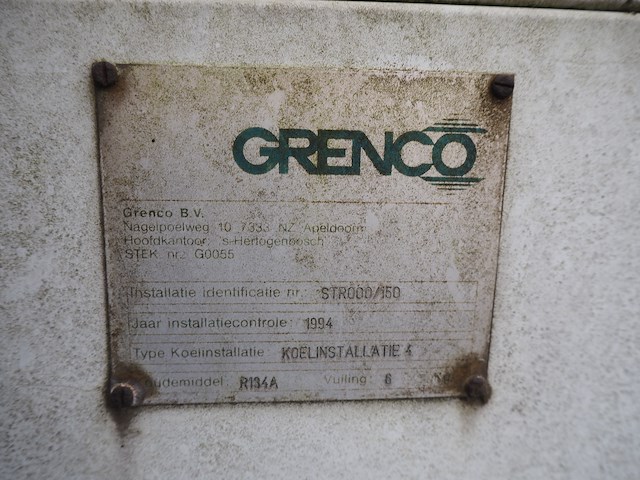 GRENCO
Grenco B.V.
Nagelpoelweg 10 7333 NZ Apeldoorn
Hoofdkantoor: 's-Hertogenbosch
STEK nr. G0055
Installatie identificatie nr. STR000/150
Jaar installatiecontrole: 1994
Type Koelinstallatie KOELINSTALLATIE 4
R134A Vulling: 6